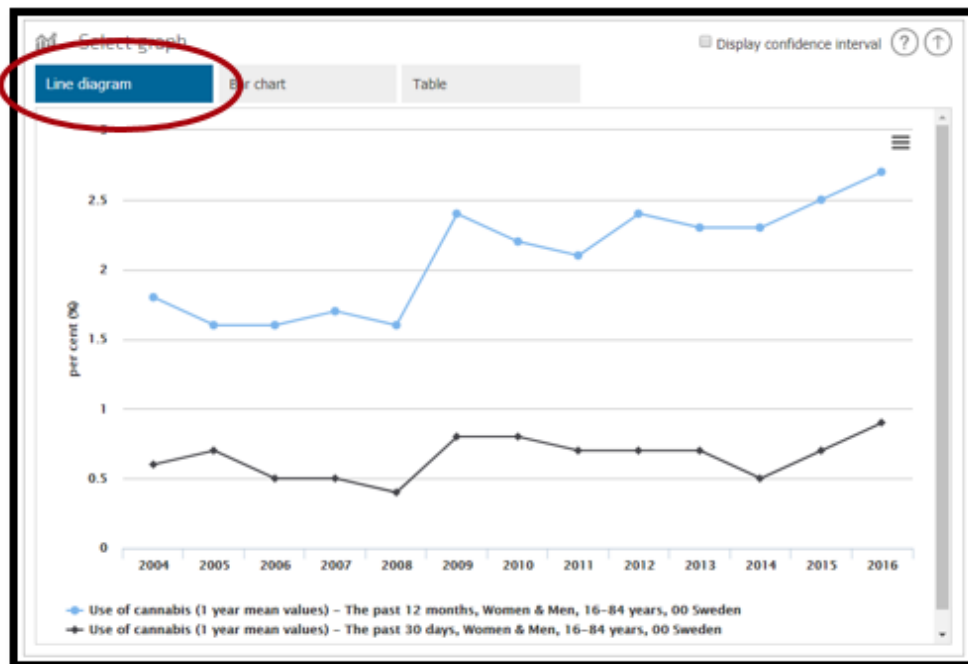 Select graph
Display confidence interval ?
Line diagram
Bar chart
Table
3
2.5
2
1.5
1
0.5
0
per cent (%)
2004 2005 2006 2007 2008 2009 2010 2011 2012 2013 2014 2015 2016
Use of cannabis (1 year mean values) – The past 12 months, Women & Men, 16–84 years, 00 Sweden
Use of cannabis (1 year mean values) – The past 30 days, Women & Men, 16–84 years, 00 Sweden